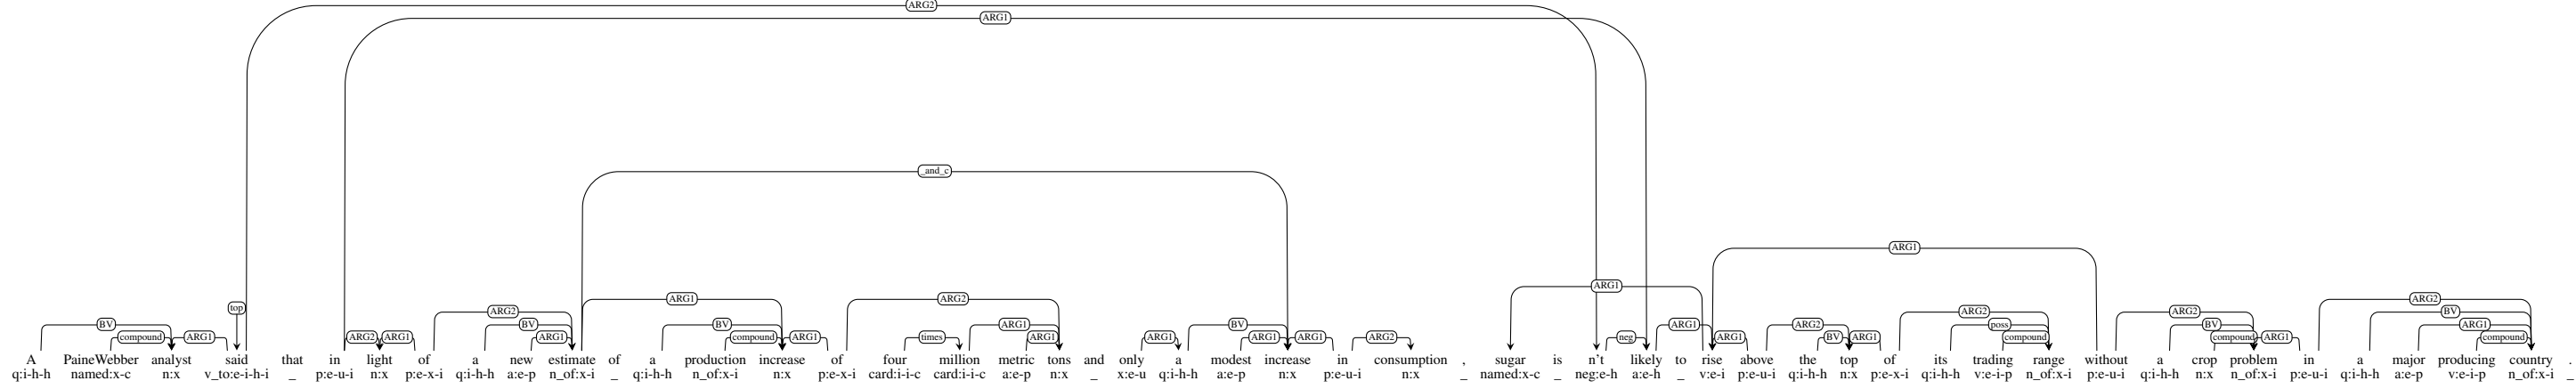 ARG2
ARG1
_and_c
ARG1
ARG1
top ARG1 ARG2 ARG2 ARG2 ARG2
BV BV BV ARG1 BV ARG1 ARG2 poss BV BV ARG1
compound ARG1 ARG2 ARG1 ARG1 compound ARG1 times ARG1 ARG1 ARG1 ARG1 ARG2 neg ARG1 BV ARG1 compound compound ARG1 compound
A PaineWebber analyst said that in light of a new estimate of a production increase of four million metric tons and only a modest increase in consumption , sugar is n't likely to rise above the top of its trading range without a crop problem in a major producing country .
q:i-h-h named:x-c n:x v_to:e-i-h-i _ p:e-u-i n:x p:e-x-i q:i-h-h a:e-p n_of:x-i _ q:i-h-h n_of:x-i n:x p:e-x-i card:i-i-c card:i-i-c a:e-p n:x _ x:e-u q:i-h-h a:e-p n:x p:e-u-i n:x _ named:x-c _ neg:e-h a:e-h _ v:e-i p:e-u-i q:i-h-h n:x p:e-x-i q:i-h-h v:e-i-p n_of:x-i p:e-u-i q:i-h-h n:x n_of:x-i p:e-u-i q:i-h-h a:e-p v:e-i-p n_of:x-i _